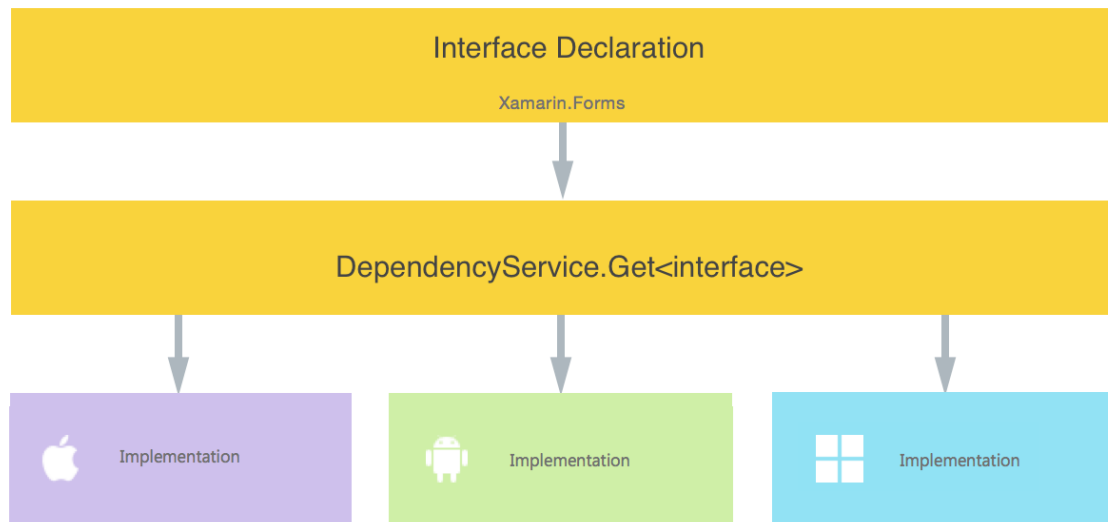 Interface Declaration
Xamarin.Forms
DependencyService.Get<interface>
Implementation
Implementation
Implementation